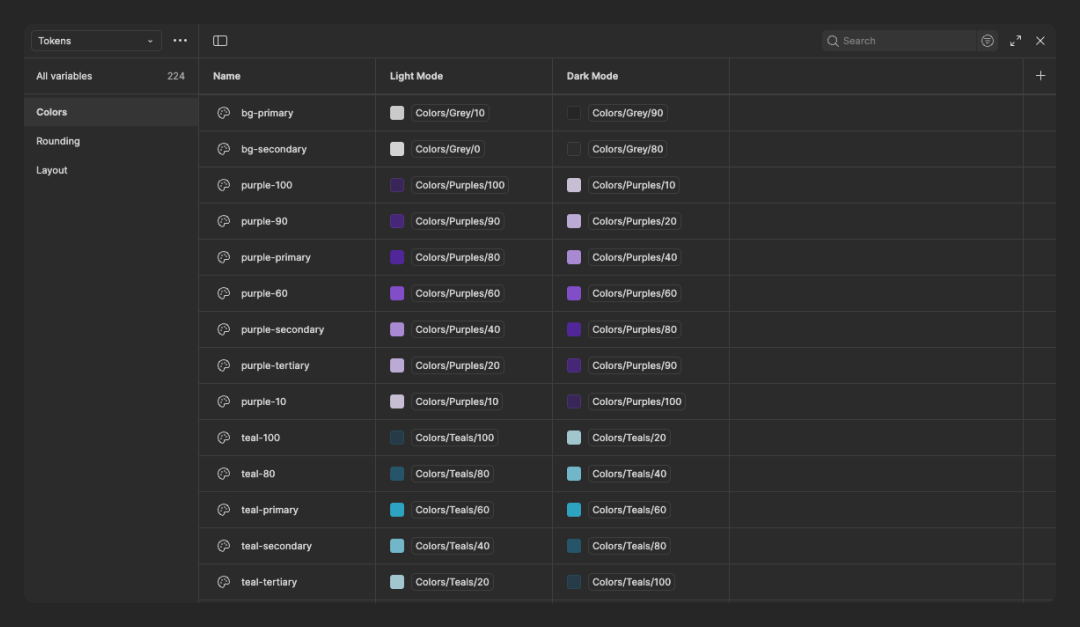 Tokens
Search
All variables 224
Name Light Mode Dark Mode
Colors
Rounding
Layout
bg-primary Colors/Grey/10 Colors/Grey/90
bg-secondary Colors/Grey/0 Colors/Grey/80
purple-100 Colors/Purples/100 Colors/Purples/10
purple-90 Colors/Purples/90 Colors/Purples/20
purple-primary Colors/Purples/80 Colors/Purples/40
purple-60 Colors/Purples/60 Colors/Purples/60
purple-secondary Colors/Purples/40 Colors/Purples/80
purple-tertiary Colors/Purples/20 Colors/Purples/90
purple-10 Colors/Purples/10 Colors/Purples/100
teal-100 Colors/Teals/100 Colors/Teals/20
teal-80 Colors/Teals/80 Colors/Teals/40
teal-primary Colors/Teals/60 Colors/Teals/60
teal-secondary Colors/Teals/40 Colors/Teals/80
teal-tertiary Colors/Teals/20 Colors/Teals/100